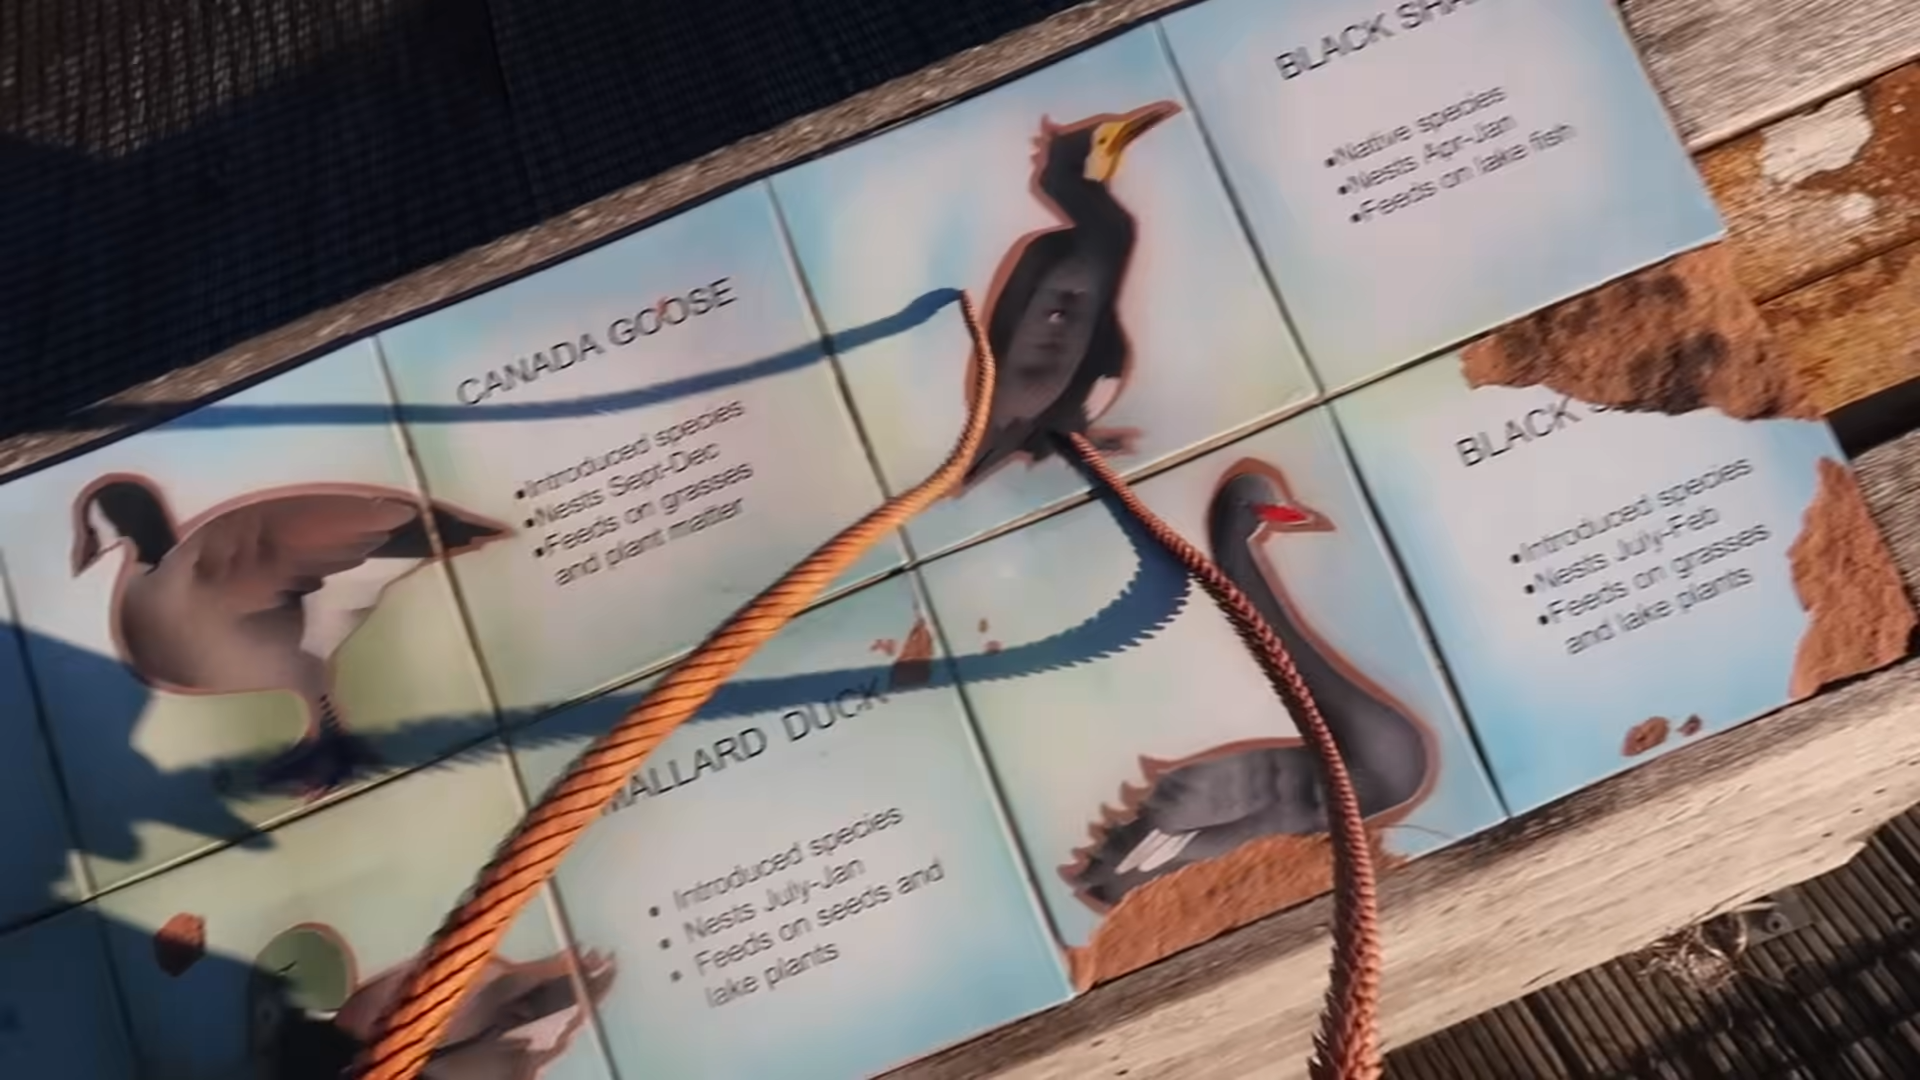 CANADA GOOSE
•Introduced species
•Nests Sept-Dec
•Feeds on grasses
and plant matter
BLACK
•Native species
•Nests Apr-Jan
•Feeds on lake fish
MALLARD DUCK
• Introduced species
• Nests July-Jan
• Feeds on seeds and
lake plants
BLACK
•Introduced species
•Nests July-Feb
•Feeds on grasses
and lake plants